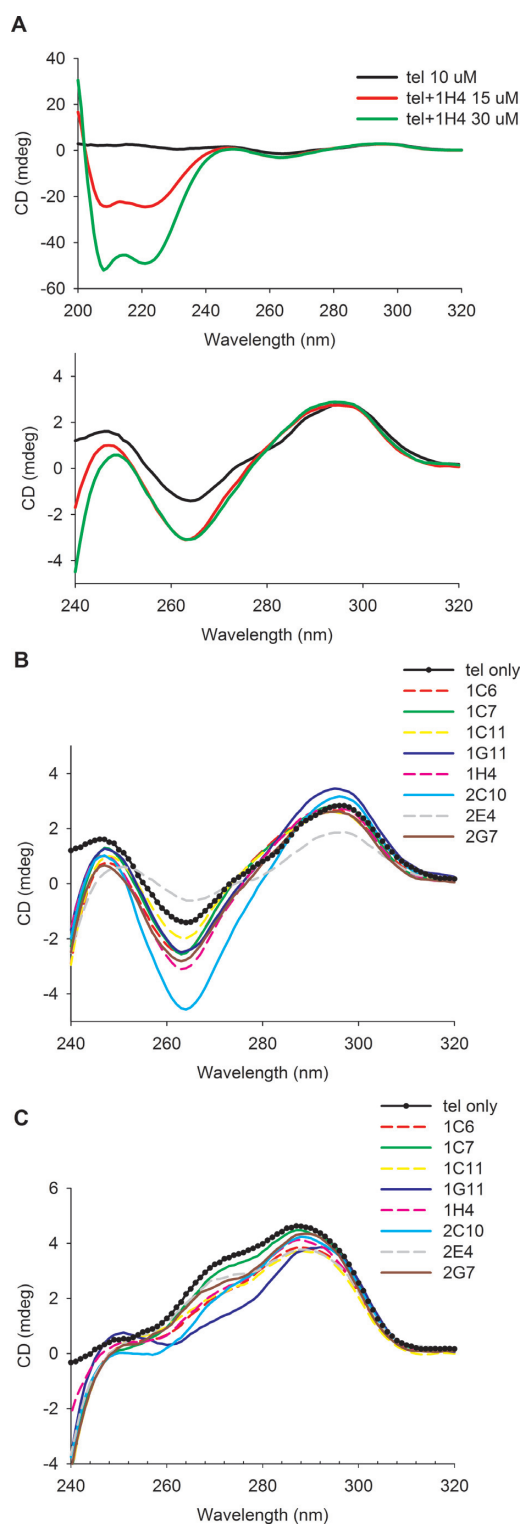 A
tel 10 uM
tel+1H4 15 uM
tel+1H4 30 uM
CD (mdeg)
40
20
0
-20
-40
-60
200 220 240 260 280 300 320
Wavelength (nm)
CD (mdeg)
4
2
0
-2
-4
240 260 280 300 320
Wavelength (nm)
B
tel only
1C6
1C7
1C11
1G11
1H4
2C10
2E4
2G7
CD (mdeg)
4
2
0
-2
-4
-6
240 260 280 300 320
Wavelength (nm)
C
tel only
1C6
1C7
1C11
1G11
1H4
2C10
2E4
2G7
CD (mdeg)
6
4
2
0
-2
-4
240 260 280 300 320
Wavelength (nm)